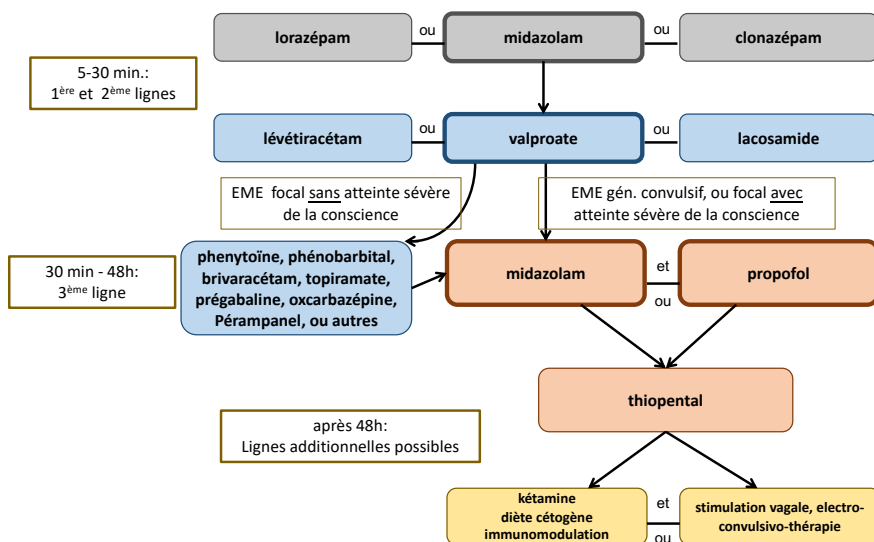 lorazépam
ou
midazolam
ou
clonazépam
5-30 min.:
1ère et 2ème lignes
lévétiracétam
ou
valproate
ou
lacosamide
EME focal sans atteinte sévère
de la conscience
EME gén. convulsif, ou focal avec
atteinte sévère de la conscience
30 min - 48h:
3ème ligne
phenytoïne, phénobarbital,
brivaracétam, topiramate,
prégabaline, oxcarbazépine,
Pérampanel, ou autres
midazolam
et
ou
propofol
thiopental
après 48h:
Lignes additionnelles possibles
kétamine
diète cétogène
immunomodulation
et
ou
stimulation vagale, electro-
convulsivo-thérapie